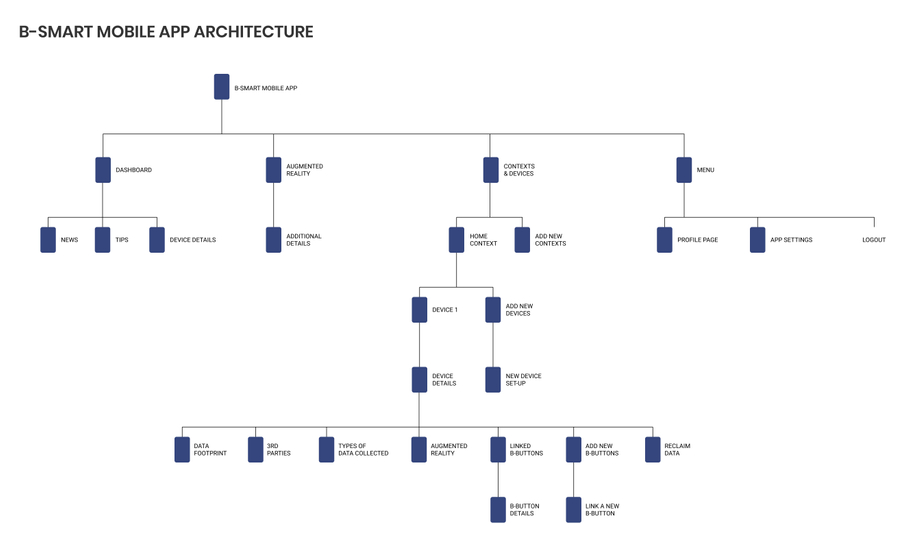 B-SMART MOBILE APP ARCHITECTURE
B-SMART MOBILE APP
DASHBOARD
AUGMENTED
REALITY
CONTEXTS
& DEVICES
MENU
NEWS
TIPS
DEVICE DETAILS
ADDITIONAL
DETAILS
HOME
CONTEXT
ADD NEW
CONTEXTS
PROFILE PAGE
APP SETTINGS
LOGOUT
DEVICE 1
ADD NEW
DEVICES
DEVICE
DETAILS
NEW DEVICE
SET-UP
DATA
FOOTPRINT
3RD
PARTIES
TYPES OF
DATA COLLECTED
AUGMENTED
REALITY
LINKED
B-BUTTONS
ADD NEW
B-BUTTONS
RECLAIM
DATA
B-BUTTON
DETAILS
LINK A NEW
B-BUTTON